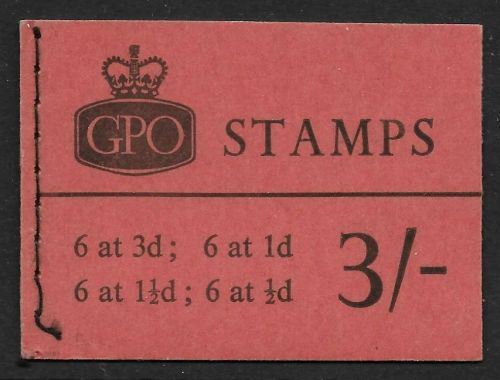 GPO STAMPS
6 at 3d; 6 at 1d
6 at 1½d; 6 at ½d
3/-